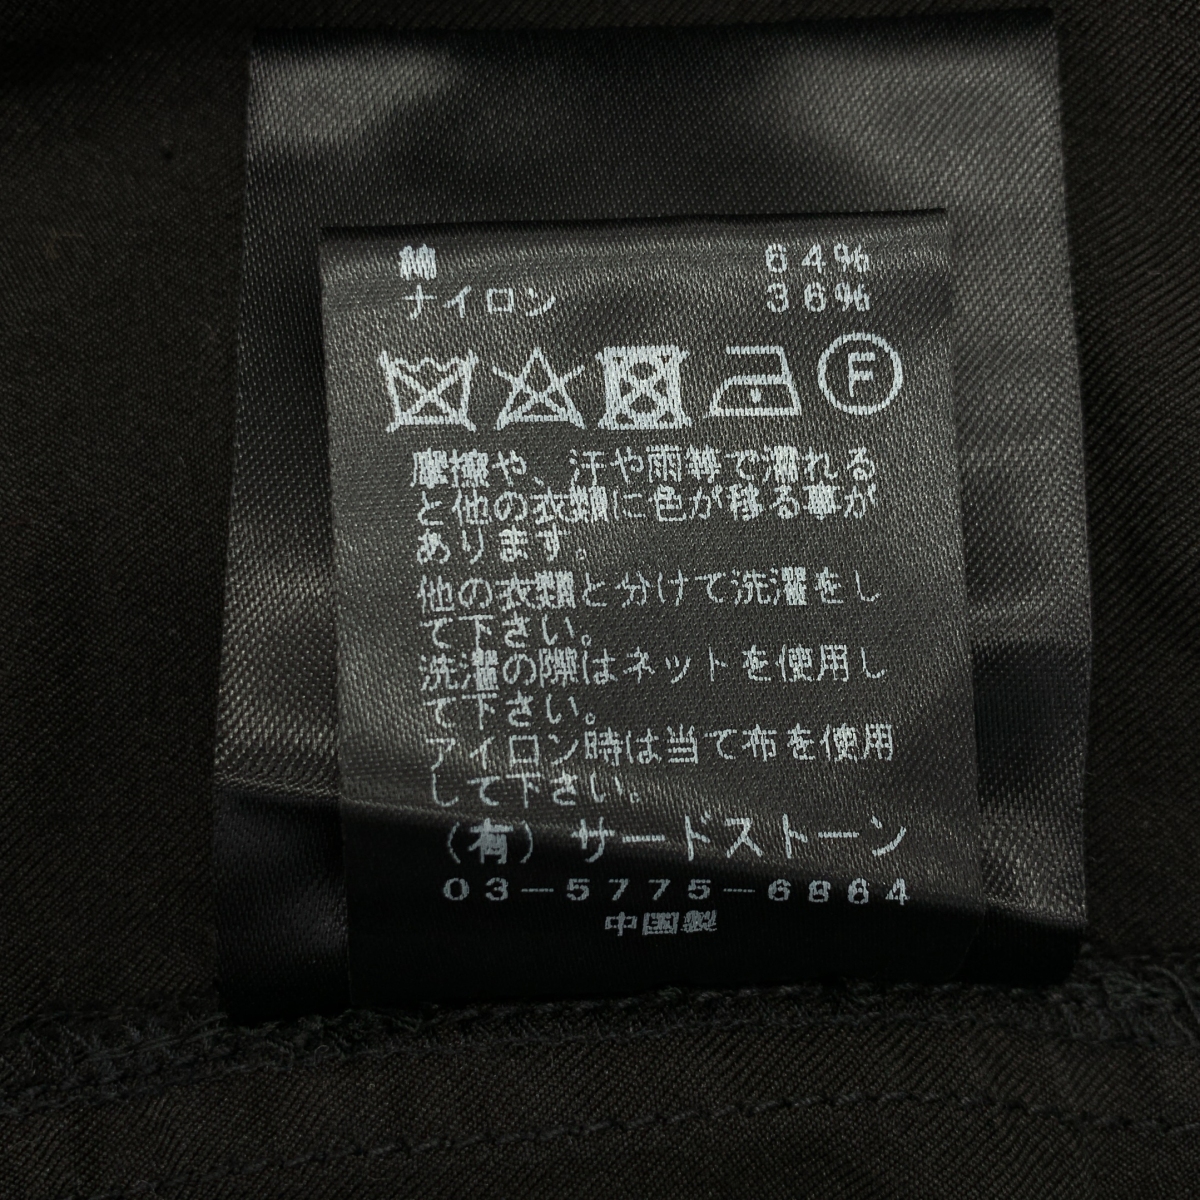 綿 64%
ナイロン 36%
F
摩擦や、汗や雨等で濡れる
と他の衣類に色が移る事が
あります。
他の衣類と分けて洗濯をし
て下さい。
洗濯の際はネットを使用し
て下さい。
アイロン時は当て布を使用
して下さい。
(有)サードストーン
03-5775-6864
中国製